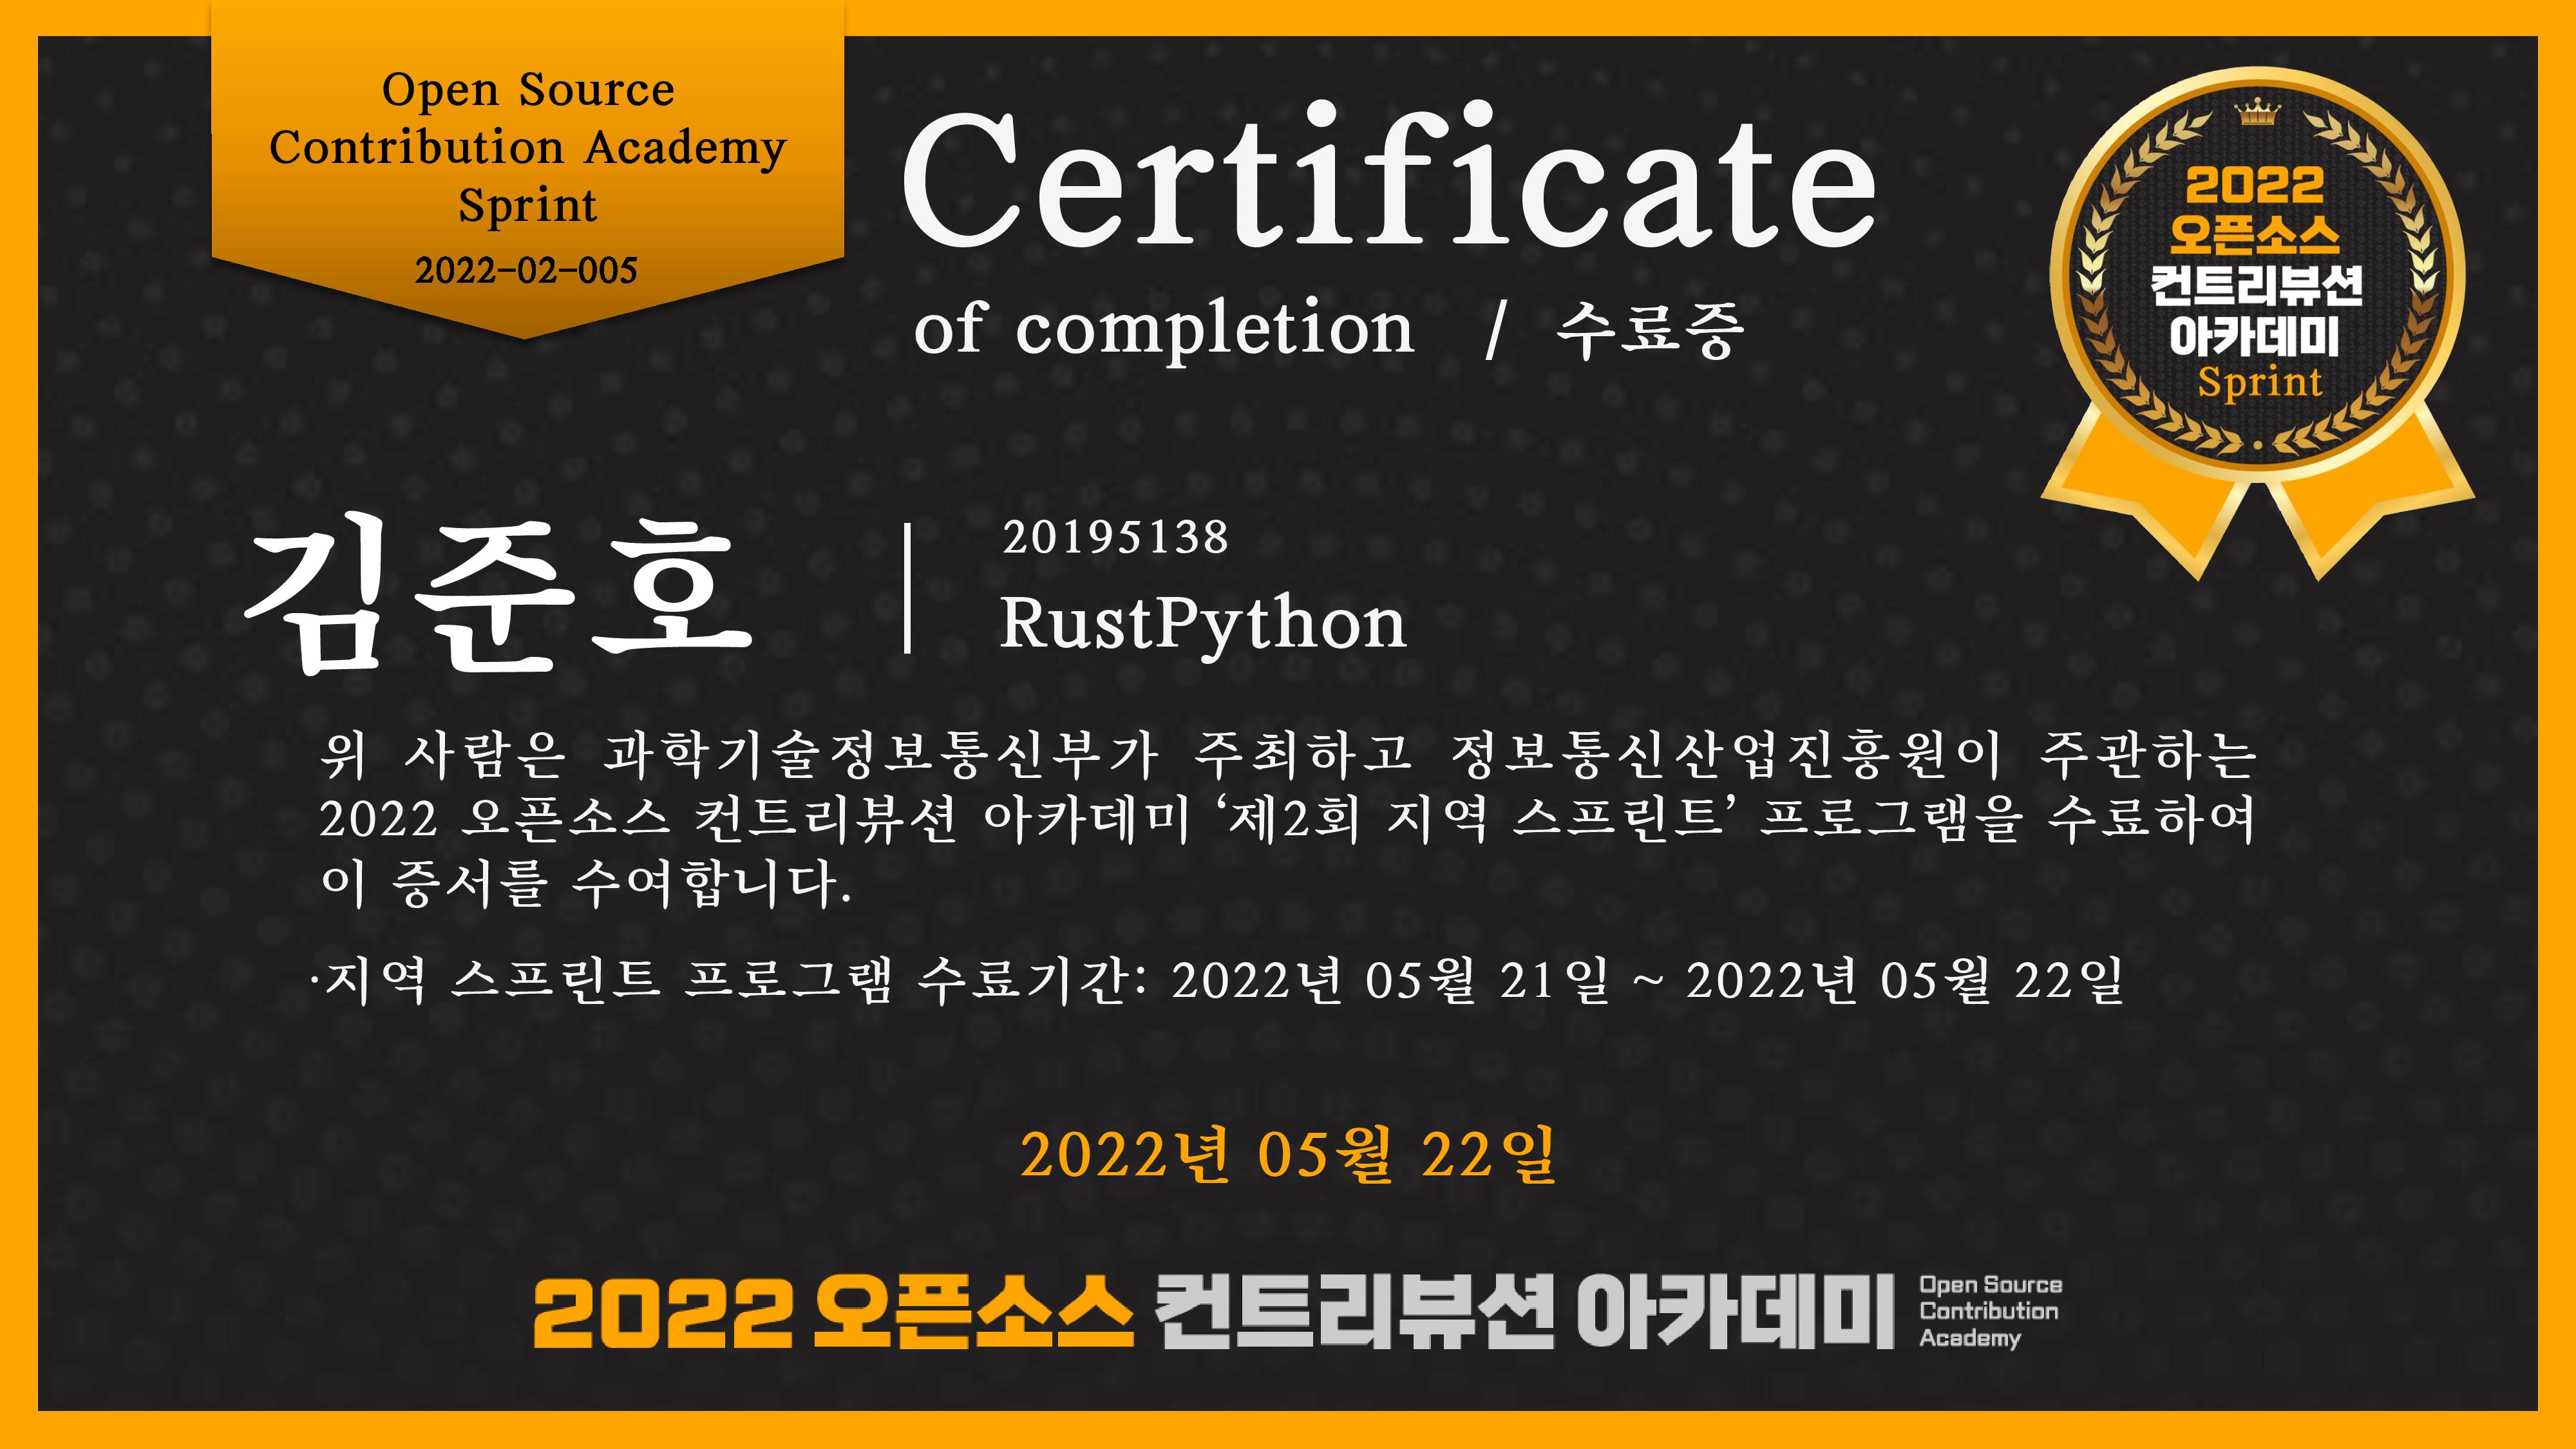 Open Source
Contribution Academy
Sprint
2022-02-005
Certificate
of completion / 수료증
2022
오픈소스
컨트리뷰션
아카데미
Sprint
김준호
20195138
RustPython
위 사람은 과학기술정보통신부가 주최하고 정보통신산업진흥원이 주관하는
2022 오픈소스 컨트리뷰션 아카데미 ‘제2회 지역 스프린트’ 프로그램을 수료하여
이 증서를 수여합니다.
·지역 스프린트 프로그램 수료기간: 2022년 05월 21일 ~ 2022년 05월 22일
2022년 05월 22일
2022 오픈소스 컨트리뷰션 아카데미
Open Source
Contribution
Academy